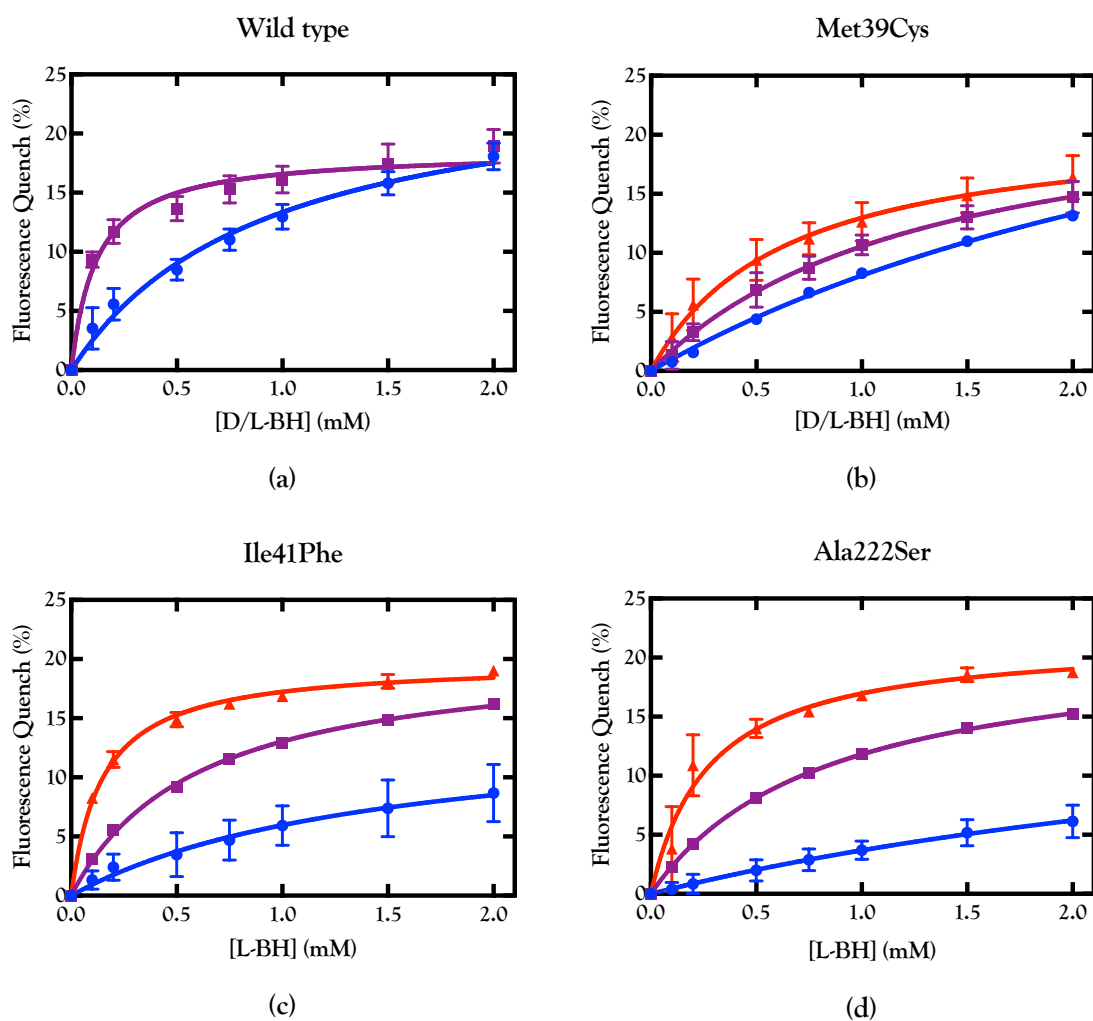 Wild type
Fluorescence Quench (%)
25
20
15
10
5
0
0.0 0.5 1.0 1.5 2.0
[D/L-BH] (mM)
(a)
Met39Cys
Fluorescence Quench (%)
25
20
15
10
5
0
0.0 0.5 1.0 1.5 2.0
[D/L-BH] (mM)
(b)
Ile41Phe
Fluorescence Quench (%)
25
20
15
10
5
0
0.0 0.5 1.0 1.5 2.0
[L-BH] (mM)
(c)
Ala222Ser
Fluorescence Quench (%)
25
20
15
10
5
0
0.0 0.5 1.0 1.5 2.0
[L-BH] (mM)
(d)